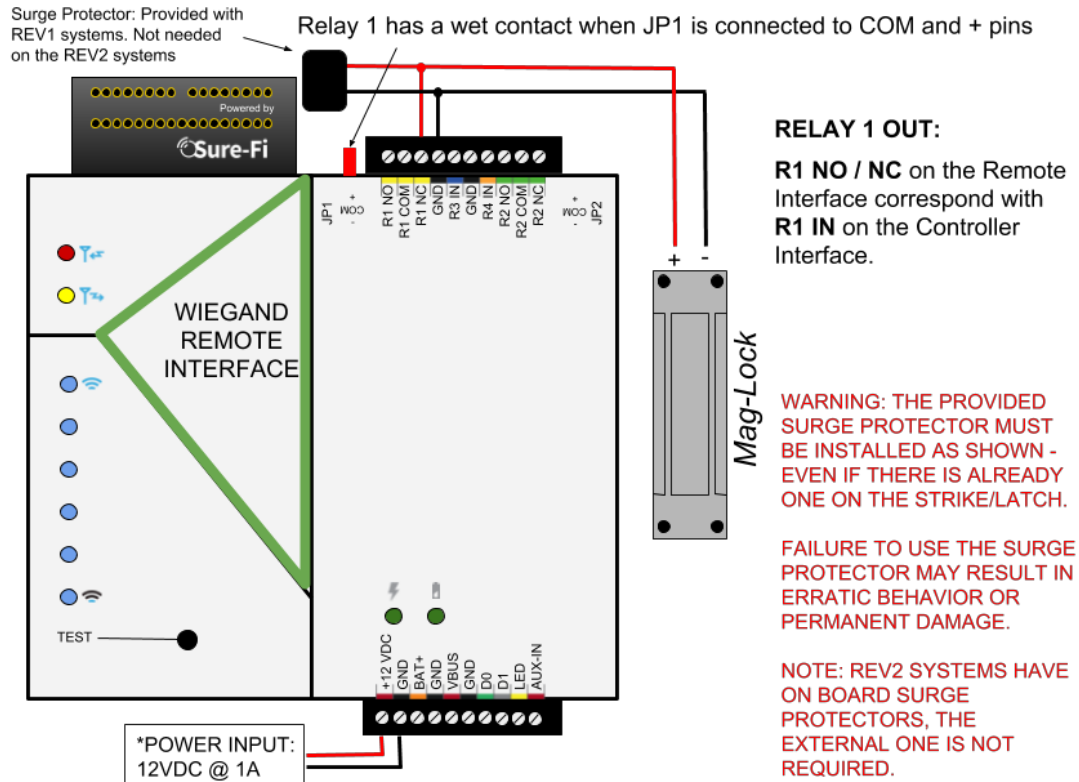 Surge Protector: Provided with
REV1 systems. Not needed
on the REV2 systems
Relay 1 has a wet contact when JP1 is connected to COM and + pins
Powered by
Sure-Fi
JP1
+
COM
-
R1 NO
R1 COM
R1 NC
GND
R3 IN
GND
R4 IN
R2 NO
R2 COM
R2 NC
+
COM
-
JP2
RELAY 1 OUT:
R1 NO / NC on the Remote
Interface correspond with
R1 IN on the Controller
Interface.
+ -
Mag-Lock
WIEGAND
REMOTE
INTERFACE
WARNING: THE PROVIDED
SURGE PROTECTOR MUST
BE INSTALLED AS SHOWN -
EVEN IF THERE IS ALREADY
ONE ON THE STRIKE/LATCH.
FAILURE TO USE THE SURGE
PROTECTOR MAY RESULT IN
ERRATIC BEHAVIOR OR
PERMANENT DAMAGE.
NOTE: REV2 SYSTEMS HAVE
ON BOARD SURGE
PROTECTORS, THE
EXTERNAL ONE IS NOT
REQUIRED.
TEST
+12 VDC
GND
BAT+
GND
VBUS
GND
D0
D1
LED
AUX-IN
*POWER INPUT:
12VDC @ 1A